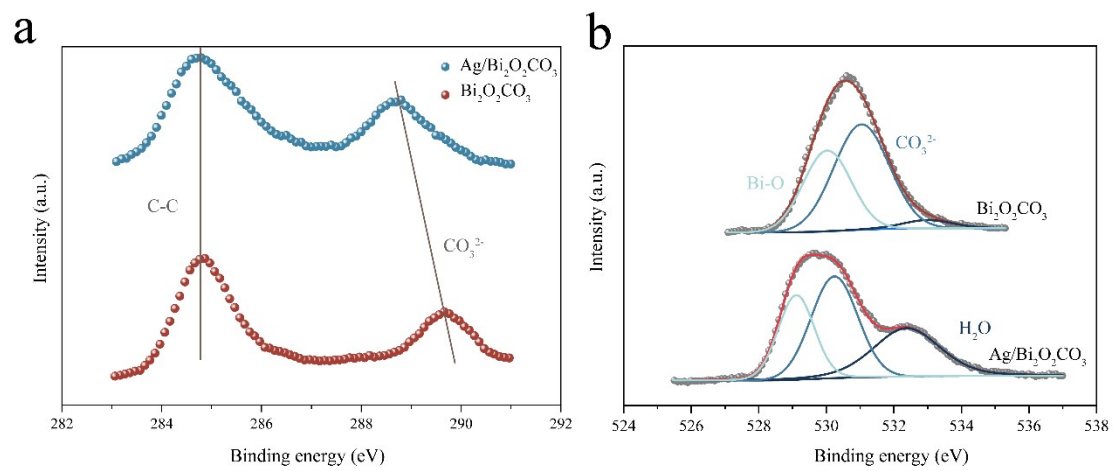 a
Ag/Bi₂O₂CO₃
Bi₂O₂CO₃
C-C
CO₃²⁻
Intensity (a.u.)
282 284 286 288 290 292
Binding energy (eV)
b
CO₃²⁻
Bi-O
Bi₂O₂CO₃
H₂O
Ag/Bi₂O₂CO₃
Intensity (a.u.)
524 526 528 530 532 534 536 538
Binding energy (eV)